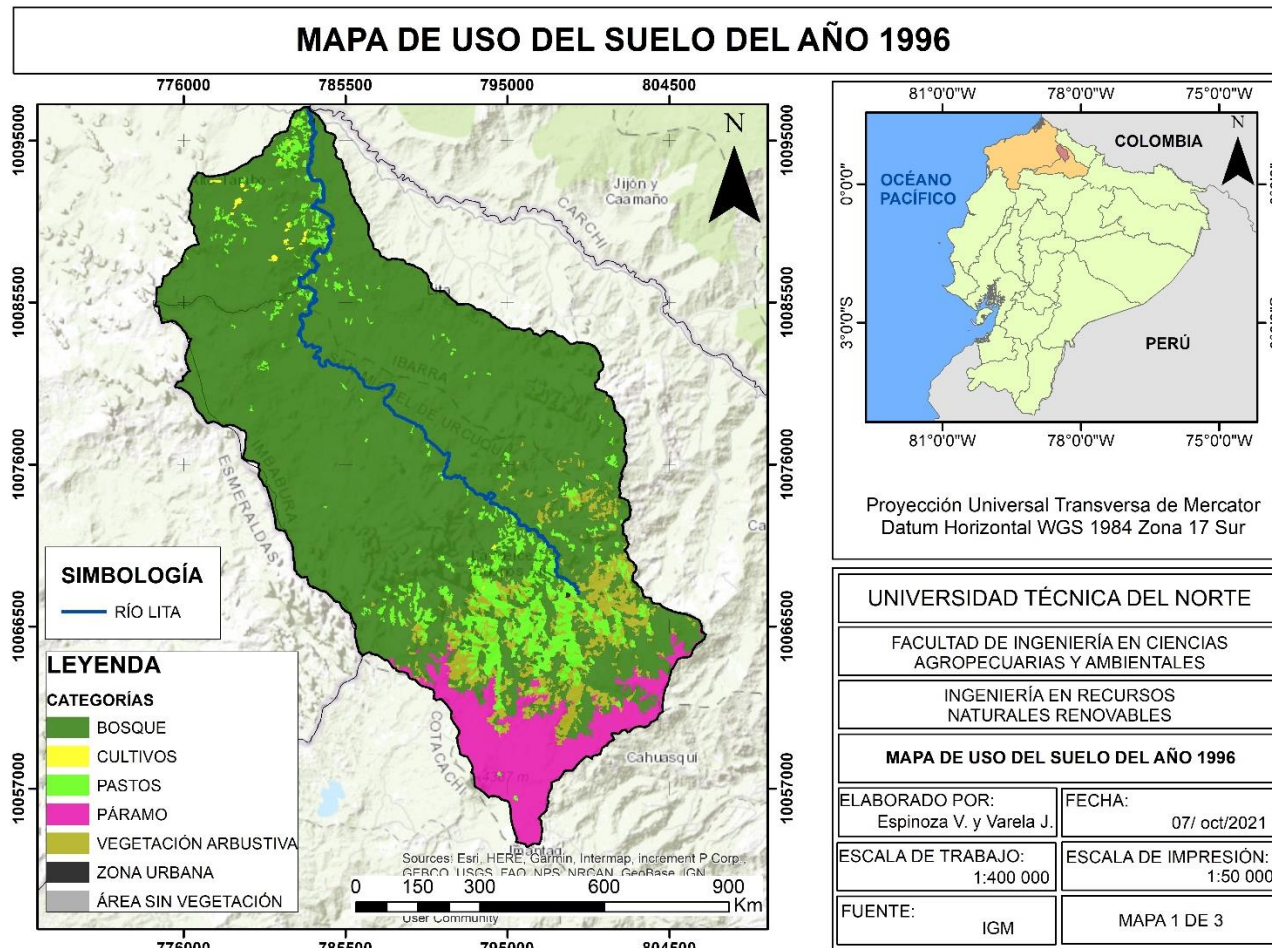 MAPA DE USO DEL SUELO DEL AÑO 1996
776000 785500 795000 804500
10095000
10085500
10076000
10066500
10057000
10095000
10085500
10076000
10066500
10057000
N
Jijón y
Caamaño
CARCHI
Lita
IBARRA
IMBABURA
ESMERALDAS
COTACACHI
Cahuasquí
Imantag
SIMBOLOGÍA
RÍO LITA
LEYENDA
CATEGORÍAS
BOSQUE
CULTIVOS
PASTOS
PÁRAMO
VEGETACIÓN ARBUSTIVA
ZONA URBANA
ÁREA SIN VEGETACIÓN
Sources: Esri, HERE, Garmin, Intermap, increment P Corp.,
GEBCO, USGS, FAO, NPS, NRCAN, GeoBase, IGN,
User Community
0 150 300 600 900
Km
776000 785500 795000 804500
81°0'0"W 78°0'0"W 75°0'0"W
N
COLOMBIA
OCÉANO
PACÍFICO
PERÚ
0°0'0"
3°0'0"S
81°0'0"W 78°0'0"W 75°0'0"W
Proyección Universal Transversa de Mercator
Datum Horizontal WGS 1984 Zona 17 Sur
UNIVERSIDAD TÉCNICA DEL NORTE
FACULTAD DE INGENIERÍA EN CIENCIAS
AGROPECUARIAS Y AMBIENTALES
INGENIERÍA EN RECURSOS
NATURALES RENOVABLES
MAPA DE USO DEL SUELO DEL AÑO 1996
ELABORADO POR:
Espinoza V. y Varela J.
FECHA:
07/ oct/2021
ESCALA DE TRABAJO:
1:400 000
ESCALA DE IMPRESIÓN:
1:50 000
FUENTE:
IGM
MAPA 1 DE 3